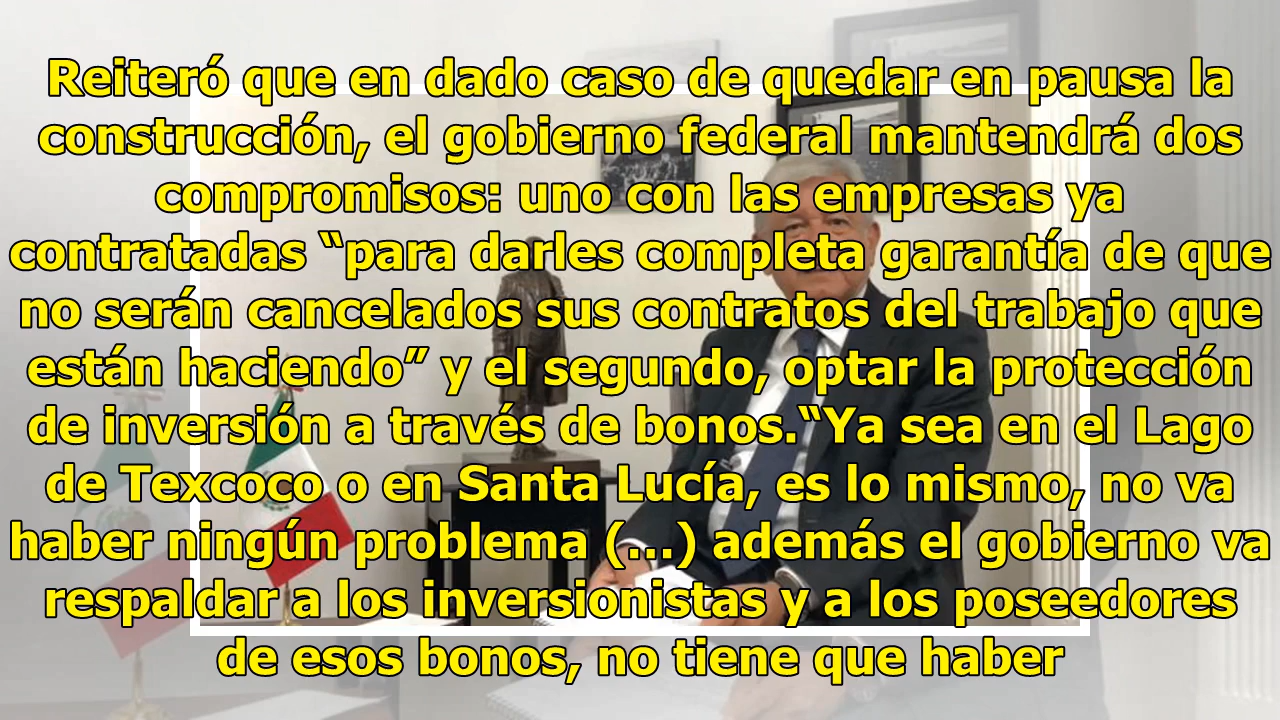 Reiteró que en dado caso de quedar en pausa la
construcción, el gobierno federal mantendrá dos
compromisos: uno con las empresas ya
contratadas “para darles completa garantía de que
no serán cancelados sus contratos del trabajo que
están haciendo” y el segundo, optar la protección
de inversión a través de bonos.“Ya sea en el Lago
de Texcoco o en Santa Lucía, es lo mismo, no va
haber ningún problema (...) además el gobierno va
respaldar a los inversionistas y a los poseedores
de esos bonos, no tiene que haber